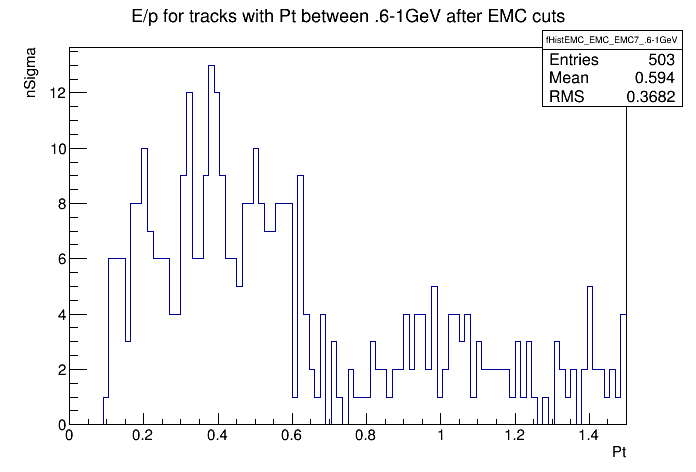 E/p for tracks with Pt between .6-1GeV after EMC cuts
fHistEMC_EMC_EMC7_.6-1GeV
Entries 503
Mean 0.594
RMS 0.3682
nSigma
12
10
8
6
4
2
0
0 0.2 0.4 0.6 0.8 1 1.2 1.4
Pt